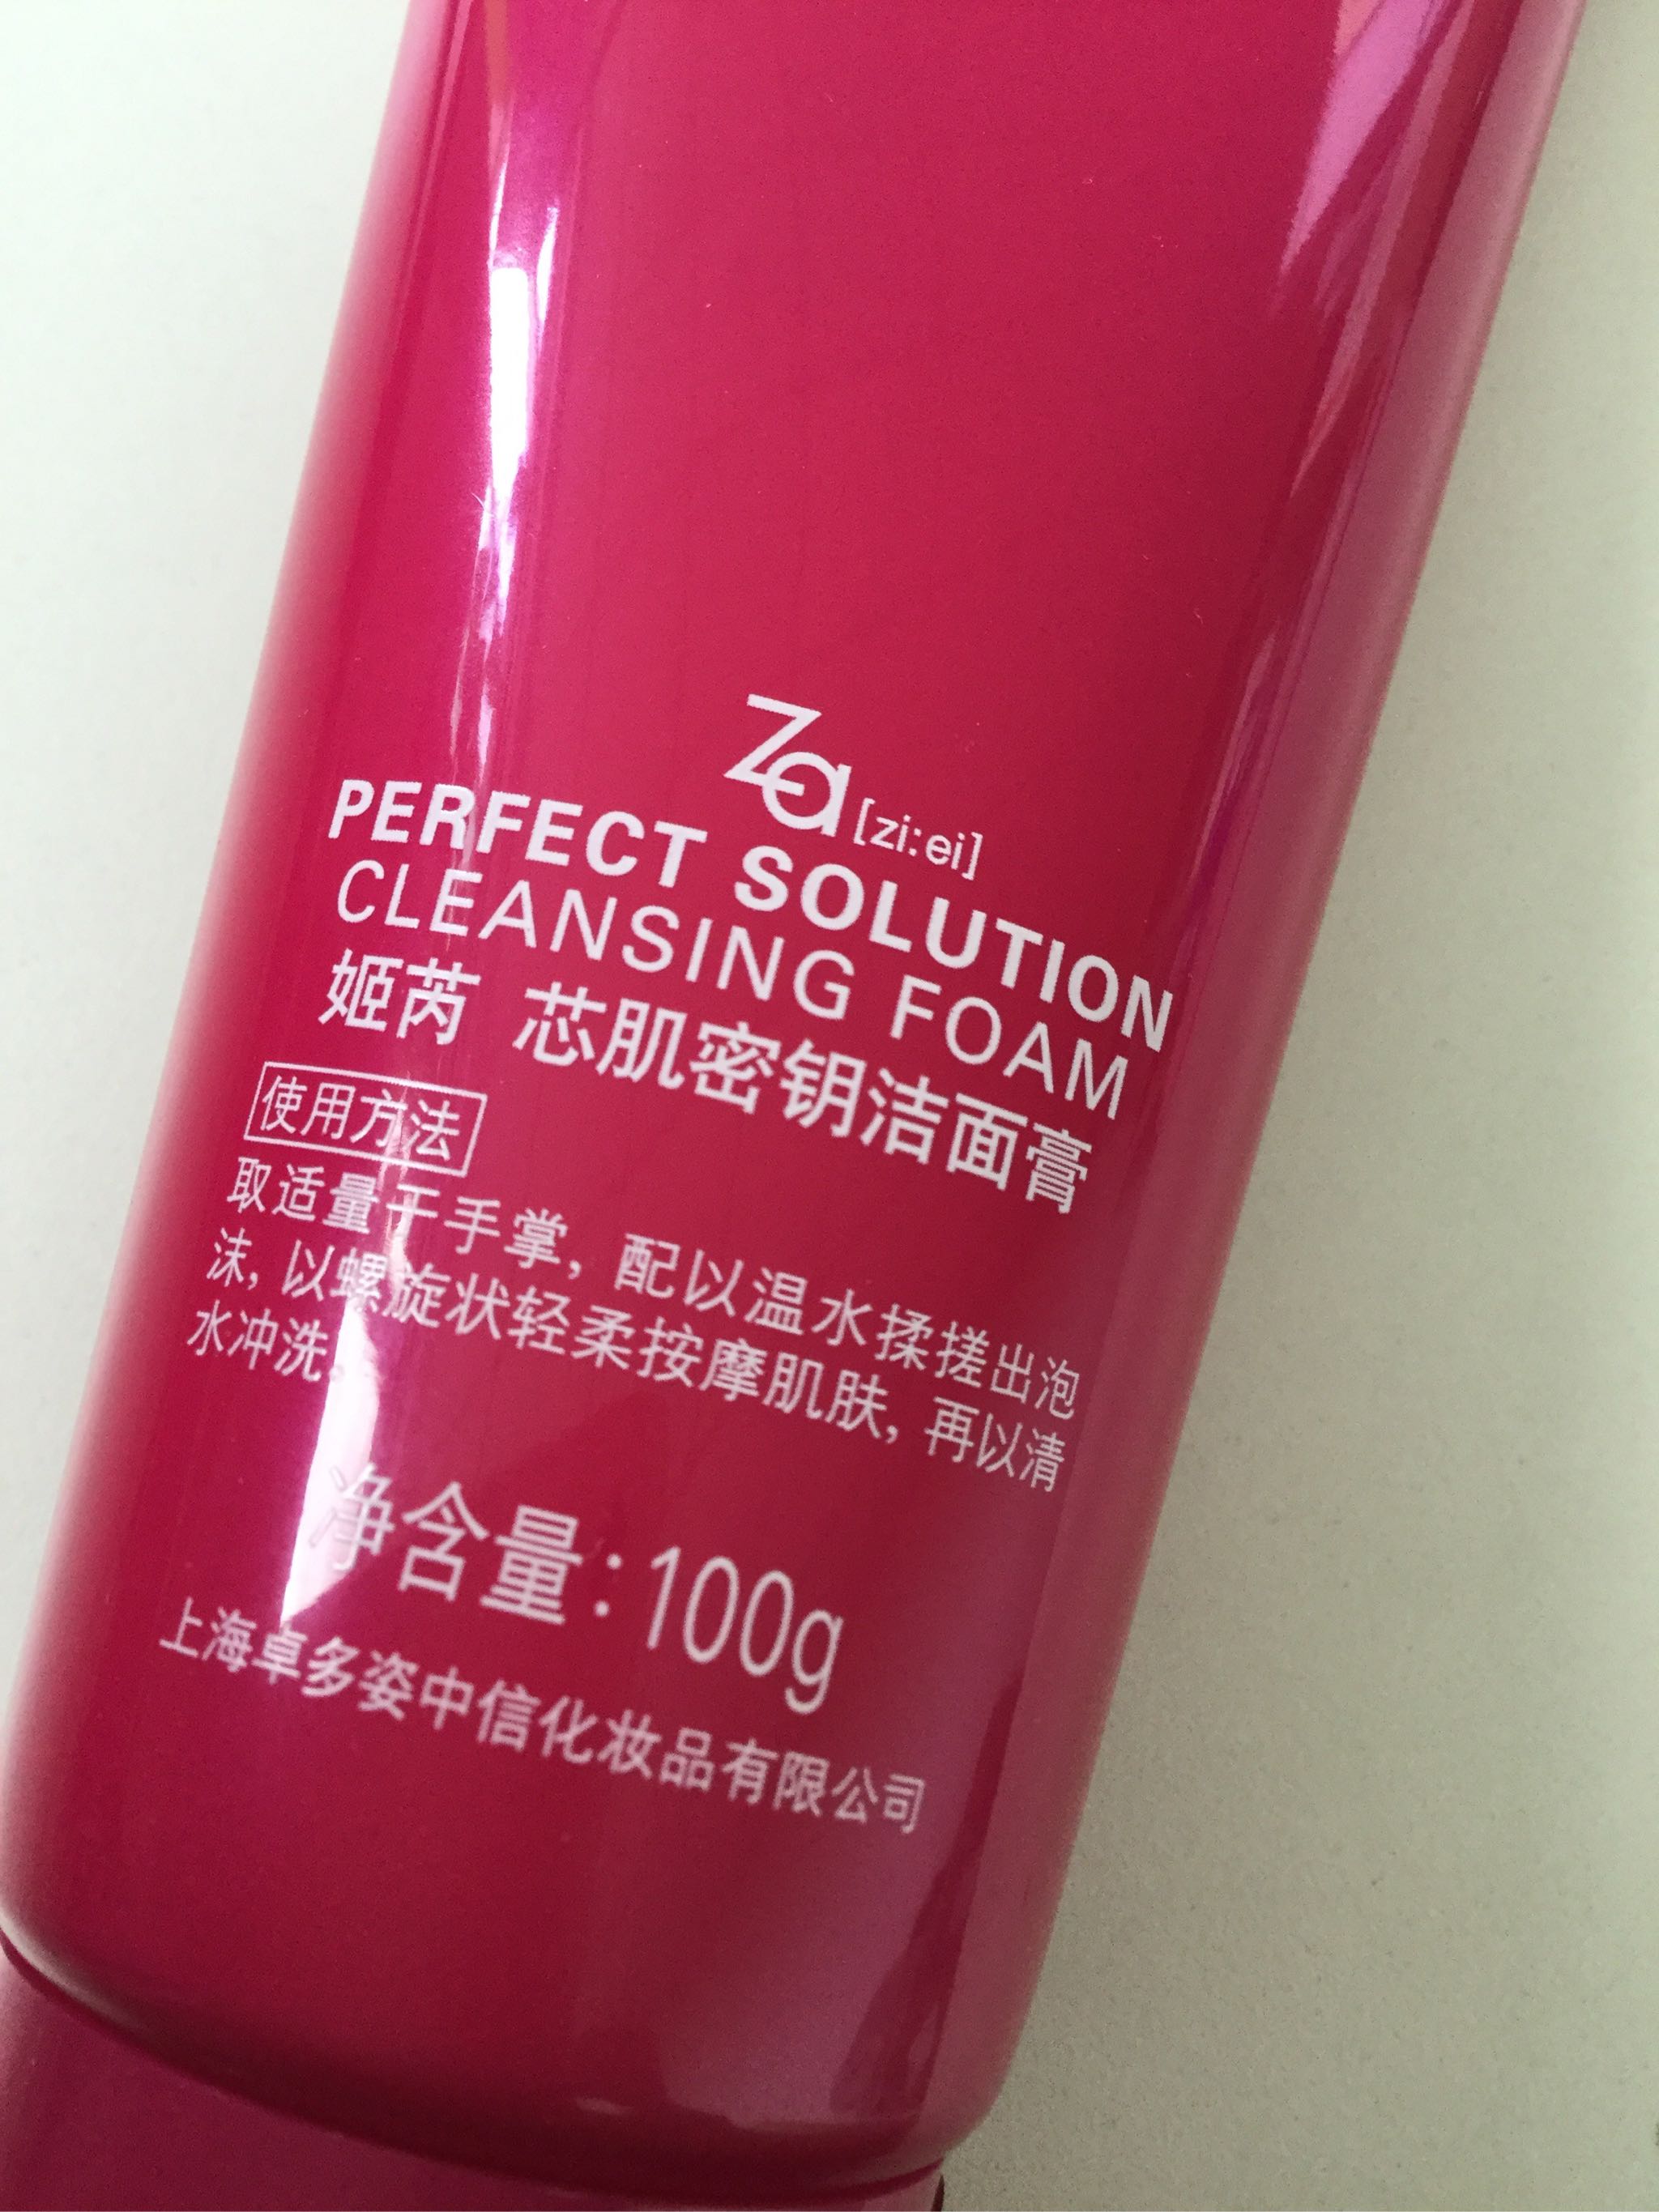 Za [zi:ei]
PERFECT SOLUTION
CLEANSING FOAM
姬芮 芯肌密钥洁面膏
使用方法
取适量于手掌，配以温水揉搓出泡
沫，以螺旋状轻柔按摩肌肤，再以清
水冲洗。
净含量：100g
上海卓多姿中信化妆品有限公司